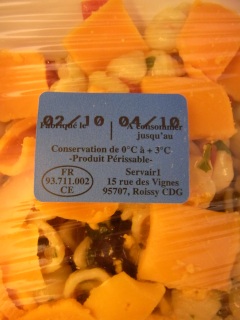 02/10 04/10
Fabriqué le A consommer
jusqu'au
Conservation de 0°C à + 3°C
-Produit Périssable-
FR Servair1
93.711.002 15 rue des Vignes
CE 95707, Roissy CDG